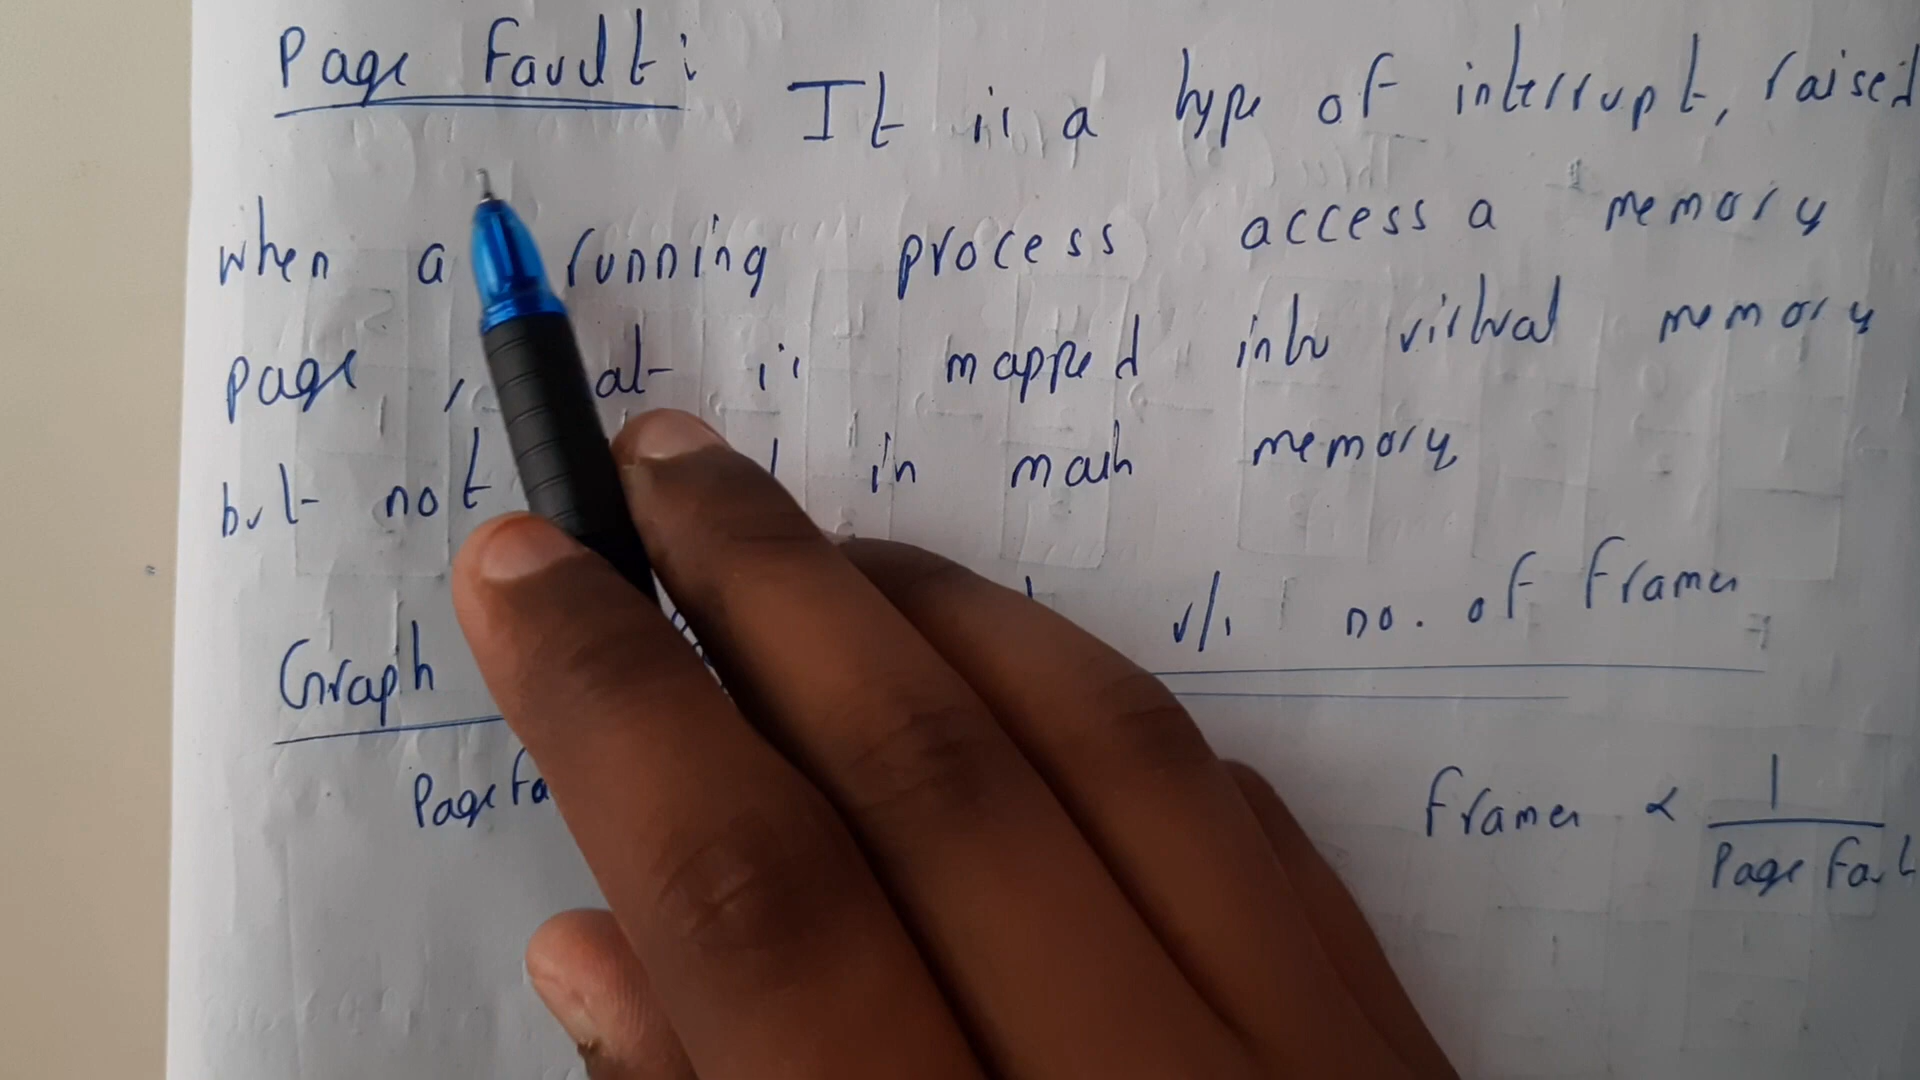 Page Fault: It is a type of interrupt, raised
when a running process access a memory
page, is mapped into virtual memory
but not in main memory
Graph v/s no. of Frames
Page Fa
Frames ∝ 1 / Page Fault